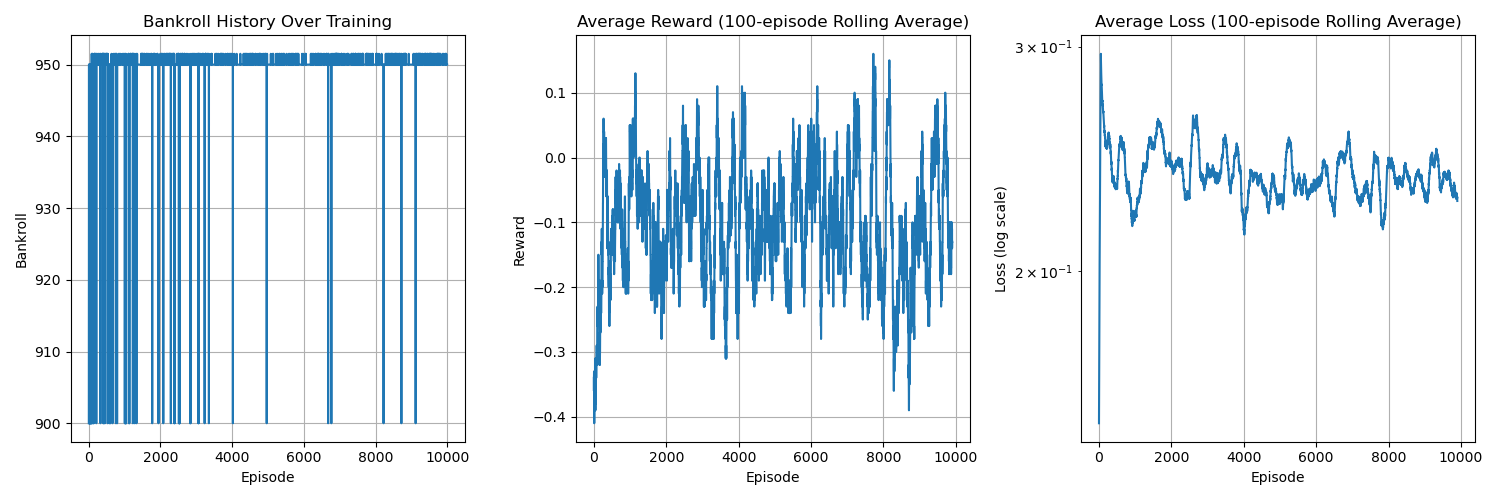 Bankroll History Over Training
Bankroll
950
940
930
920
910
900
0 2000 4000 6000 8000 10000
Episode
Average Reward (100-episode Rolling Average)
Reward
0.1
0.0
−0.1
−0.2
−0.3
−0.4
0 2000 4000 6000 8000 10000
Episode
Average Loss (100-episode Rolling Average)
Loss (log scale)
3 × 10⁻¹
2 × 10⁻¹
0 2000 4000 6000 8000 10000
Episode